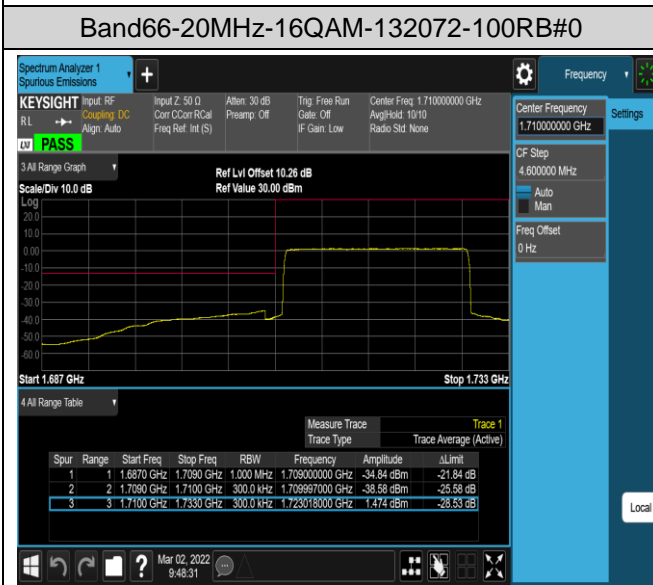 Band66-20MHz-16QAM-132072-100RB#0
Spectrum Analyzer 1
Spurious Emissions
+
Frequency
KEYSIGHT
RL
LXI PASS
Input: RF
Coupling: DC
Align: Auto
Input Z: 50 Ω
Corr CCorr RCal
Freq Ref: Int (S)
Atten: 30 dB
Preamp: Off
Trig: Free Run
Gate: Off
IF Gain: Low
Center Freq: 1.710000000 GHz
Avg|Hold: 10/10
Radio Std: None
Center Frequency
1.710000000 GHz
Settings
CF Step
4.600000 MHz
Auto
Man
Freq Offset
0 Hz
3 All Range Graph
Scale/Div 10.0 dB
Ref Lvl Offset 10.26 dB
Ref Value 30.00 dBm
Log
20.0
10.0
0.00
-10.0
-20.0
-30.0
-40.0
-50.0
-60.0
Start 1.687 GHz
Stop 1.733 GHz
4 All Range Table
Measure Trace Trace 1
Trace Type Trace Average (Active)
Spur Range Start Freq Stop Freq RBW Frequency Amplitude ΔLimit
1 1 1.6870 GHz 1.7090 GHz 1.000 MHz 1.709000000 GHz -34.84 dBm -21.84 dB
2 2 1.7090 GHz 1.7100 GHz 300.0 kHz 1.709997000 GHz -38.58 dBm -25.58 dB
3 3 1.7100 GHz 1.7330 GHz 300.0 kHz 1.723018000 GHz 1.474 dBm -28.53 dB
Local
?
Mar 02, 2022
9:48:31